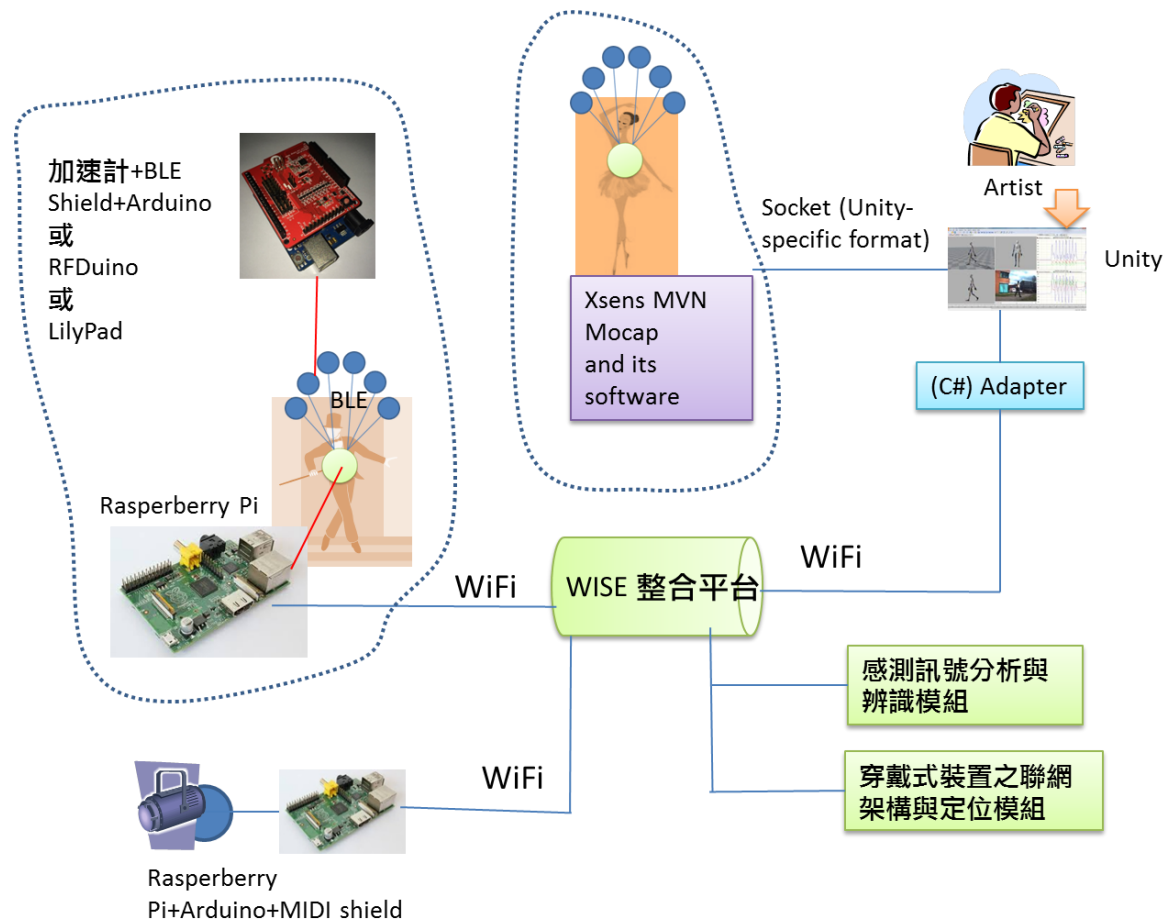 加速計+BLE
Shield+Arduino
或
RFDuino
或
LilyPad
BLE
Rasperberry Pi
Xsens MVN
Mocap
and its
software
Socket (Unity-
specific format)
Artist
Unity
(C#) Adapter
WiFi
WISE 整合平台
WiFi
感測訊號分析與
辨識模組
穿戴式裝置之聯網
架構與定位模組
WiFi
Rasperberry
Pi+Arduino+MIDI shield